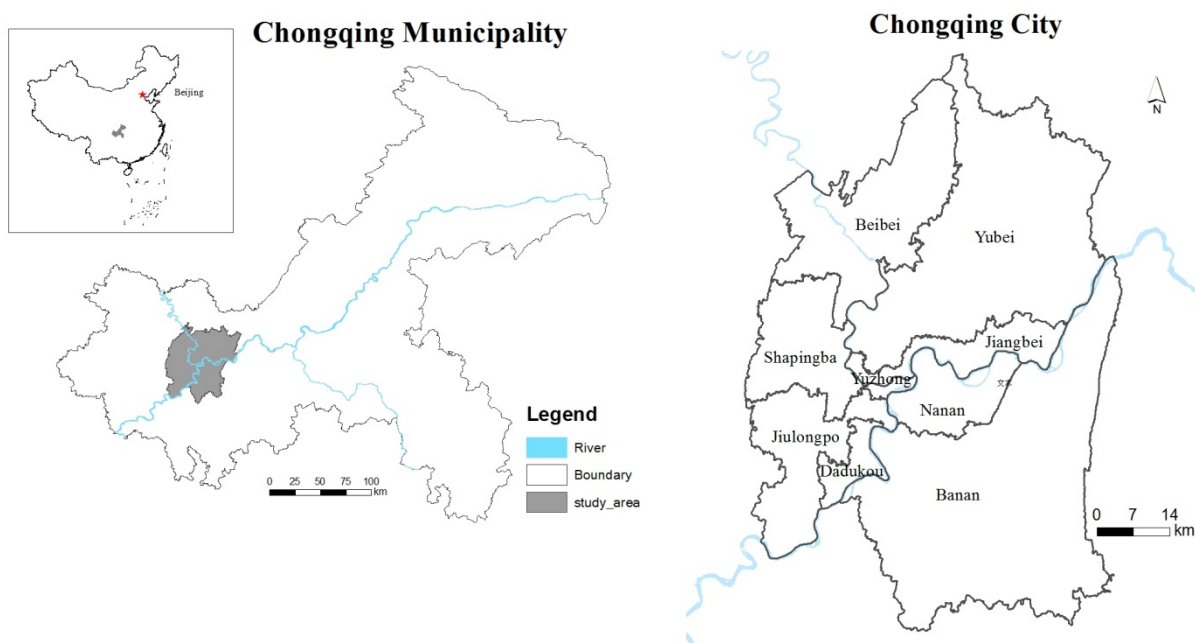 Chongqing Municipality
Beijing
Legend
River
Boundary
study_area
0 25 50 75 100
km
Chongqing City
N
Beibei
Yubei
Jiangbei
Shapingba
Yuzhong
Nanan
Jiulongpo
Dadukou
Banan
0 7 14
km